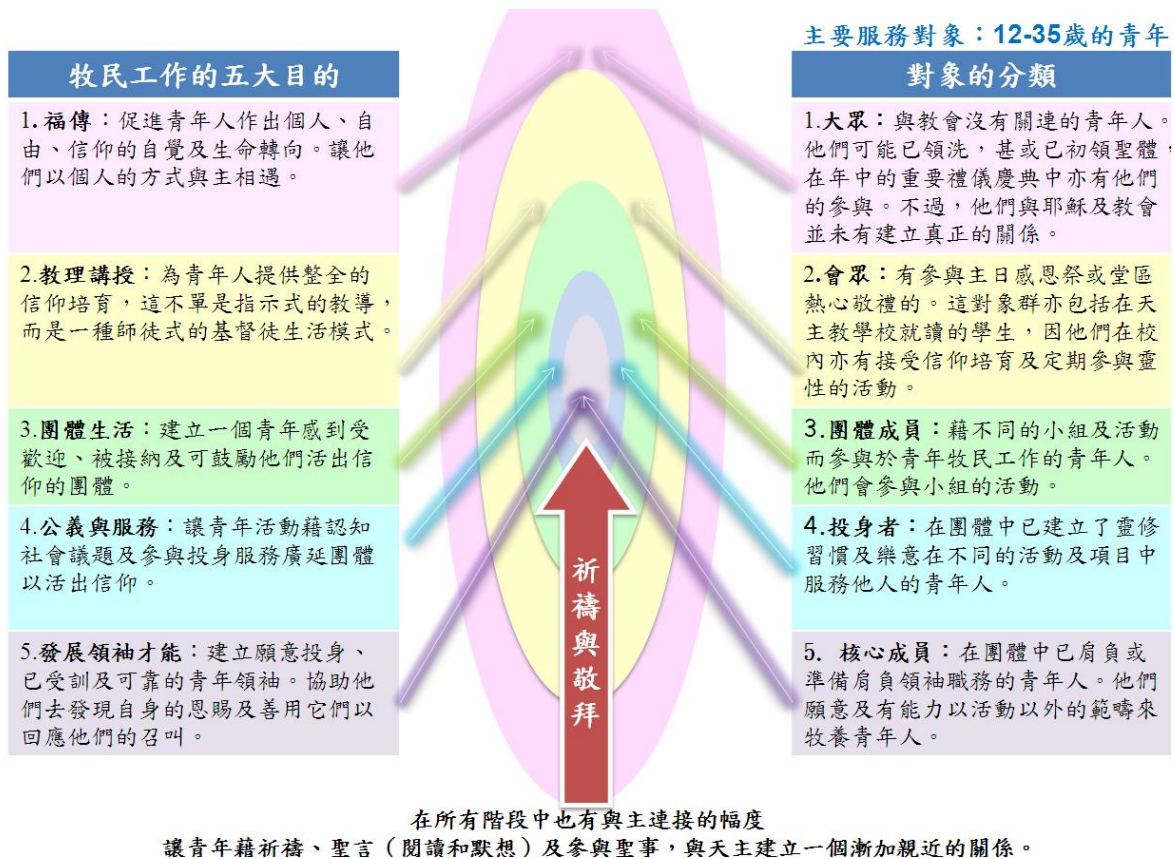 主要服務對象：12-35歲的青年
牧民工作的五大目的
1.福傳：促進青年人作出個人、自
由、信仰的自覺及生命轉向。讓他
們以個人的方式與主相遇。
2.教理講授：為青年人提供整全的
信仰培育，這不單是指示式的教導，
而是一種師徒式的基督徒生活模式。
3.團體生活：建立一個青年感到受
歡迎、被接納及可鼓勵他們活出信
仰的團體。
4.公義與服務：讓青年活動藉認知
社會議題及參與投身服務廣延團體
以活出信仰。
5.發展領袖才能：建立願意投身、
已受訓及可靠的青年領袖。協助他
們去發現自身的恩賜及善用它們以
回應他們的召叫。
祈禱與敬拜
對象的分類
1.大眾：與教會沒有關連的青年人。
他們可能已領洗，甚或已初領聖體，
在年中的重要禮儀慶典中亦有他們
的參與。不過，他們與耶穌及教會
並未有建立真正的關係。
2.會眾：有參與主日感恩祭或堂區
熱心敬禮的。這對象群亦包括在天
主教學校就讀的學生，因他們在校
內亦有接受信仰培育及定期參與靈
性的活動。
3.團體成員：藉不同的小組及活動
而參與於青年牧民工作的青年人。
他們會參與小組的活動。
4.投身者：在團體中已建立了靈修
習慣及樂意在不同的活動及項目中
服務他人的青年人。
5. 核心成員：在團體中已肩負或
準備肩負領袖職務的青年人。他們
願意及有能力以活動以外的範疇來
牧養青年人。
在所有階段中也有與主連接的幅度
讓青年藉祈禱、聖言（閱讀和默想）及參與聖事，與天主建立一個漸加親近的關係。